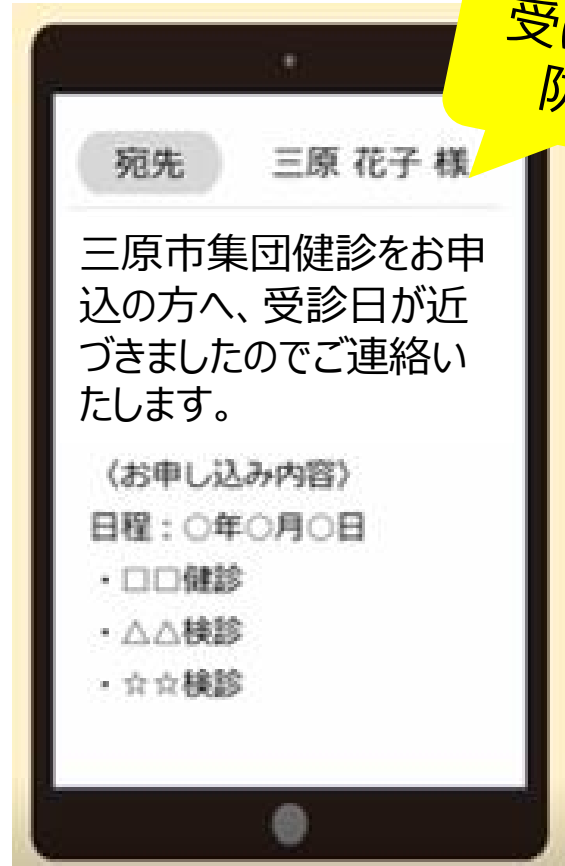 受
防
宛先 三原 花子 様
三原市集団健診をお申
込の方へ、受診日が近
づきましたのでご連絡い
たします。
〈お申し込み内容〉
日程：○年○月○日
・□□健診
・△△検診
・☆☆検診